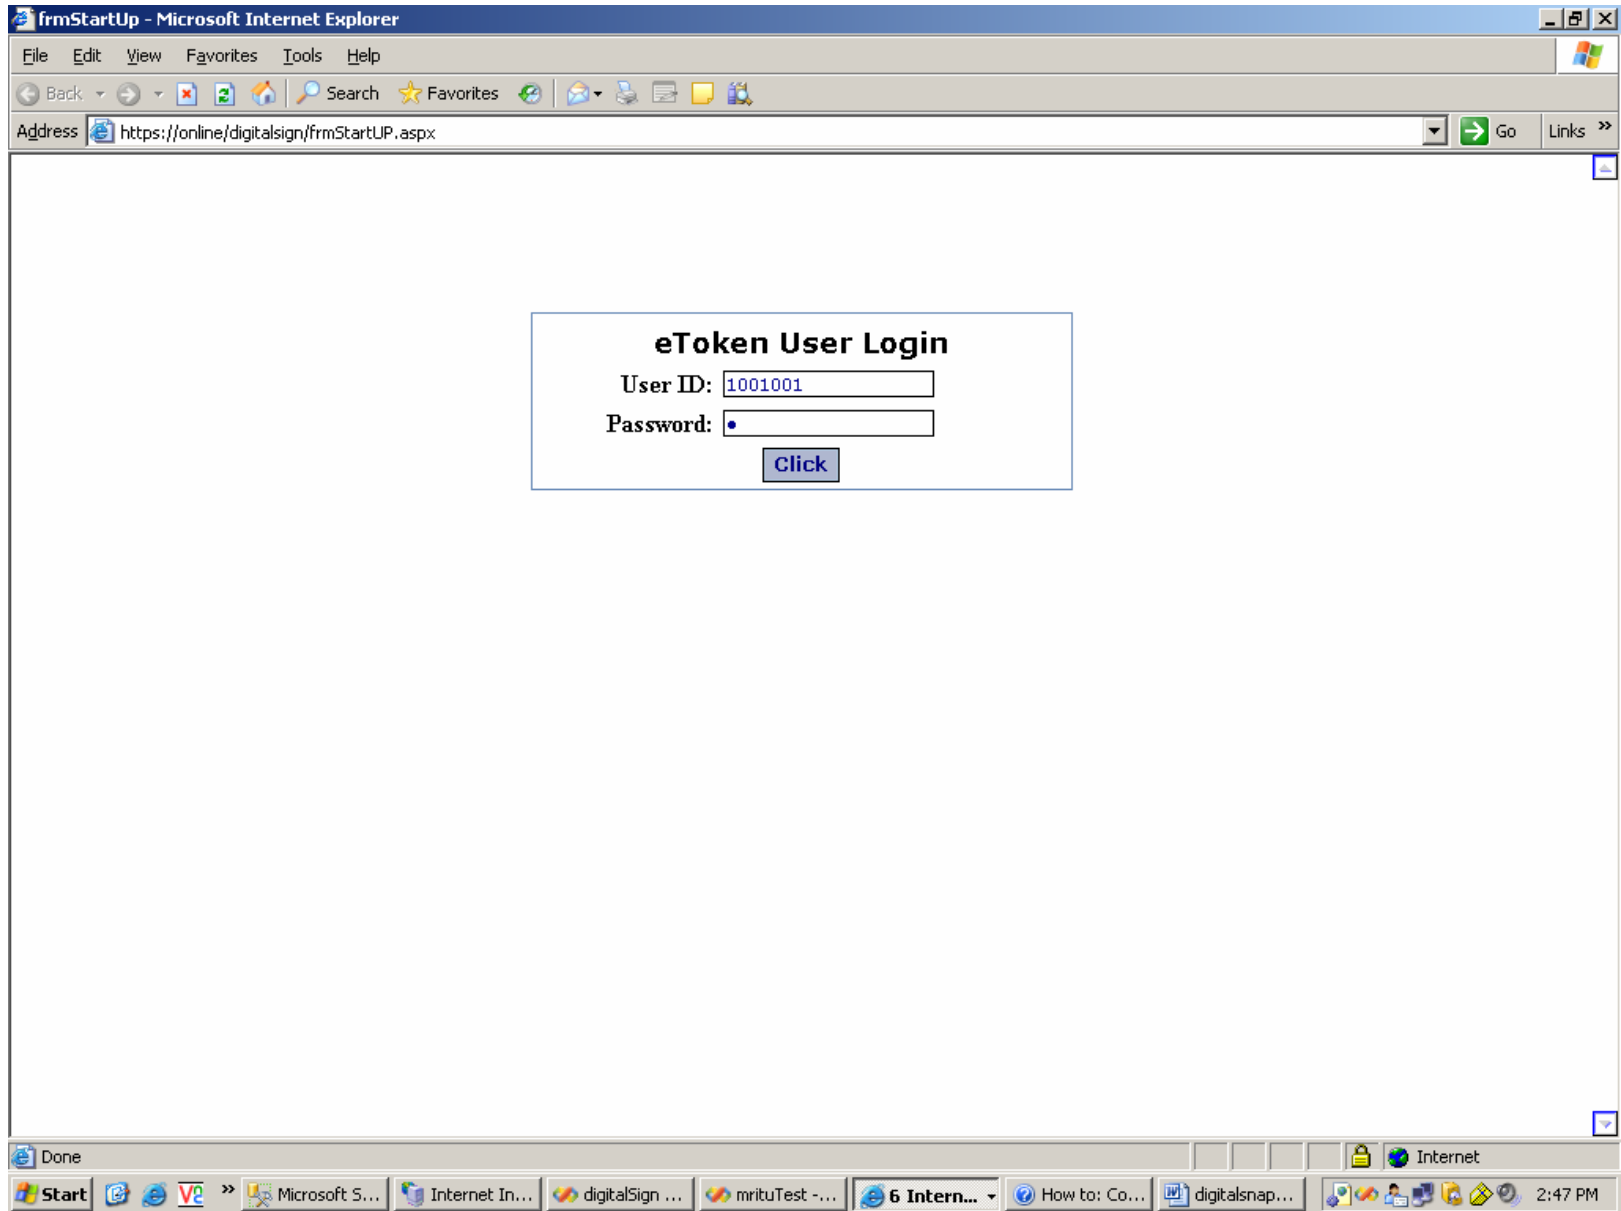 frmStartUp - Microsoft Internet Explorer
File Edit View Favorites Tools Help
Back Search Favorites
Address https://online/digitalsign/frmStartUP.aspx Go Links »
eToken User Login
User ID: 1001001
Password: •
Click
Done Internet
Start » Microsoft S... Internet In... digitalSign ... mrituTest -... 6 Intern... How to: Co... digitalsnap... 2:47 PM